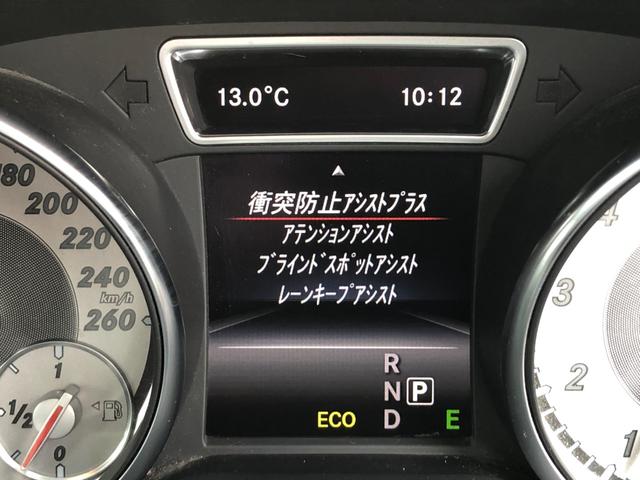 13.0°C
10:12
衝突防止ｱｼｽﾄﾌﾟﾗｽ
ｱﾃﾝｼｮﾝｱｼｽﾄ
ﾌﾞﾗｲﾝﾄﾞｽﾎﾟｯﾄｱｼｽﾄ
ﾚｰﾝｷｰﾌﾟｱｼｽﾄ
R
N P
ECO D E
180
200
220
240
km/h
260
1
1/2
0
4
3
2
1